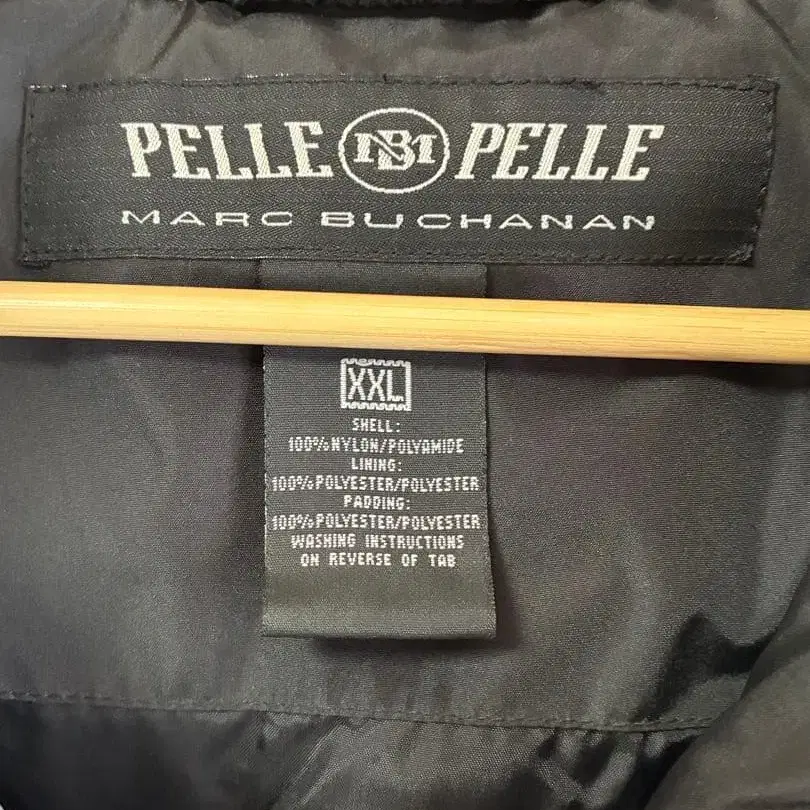 PELLE MB PELLE
MARC BUCHANAN
XXL
SHELL:
100%NYLON/POLYAMIDE
LINING:
100%POLYESTER/POLYESTER
PADDING:
100%POLYESTER/POLYESTER
WASHING INSTRUCTIONS
ON REVERSE OF TAB